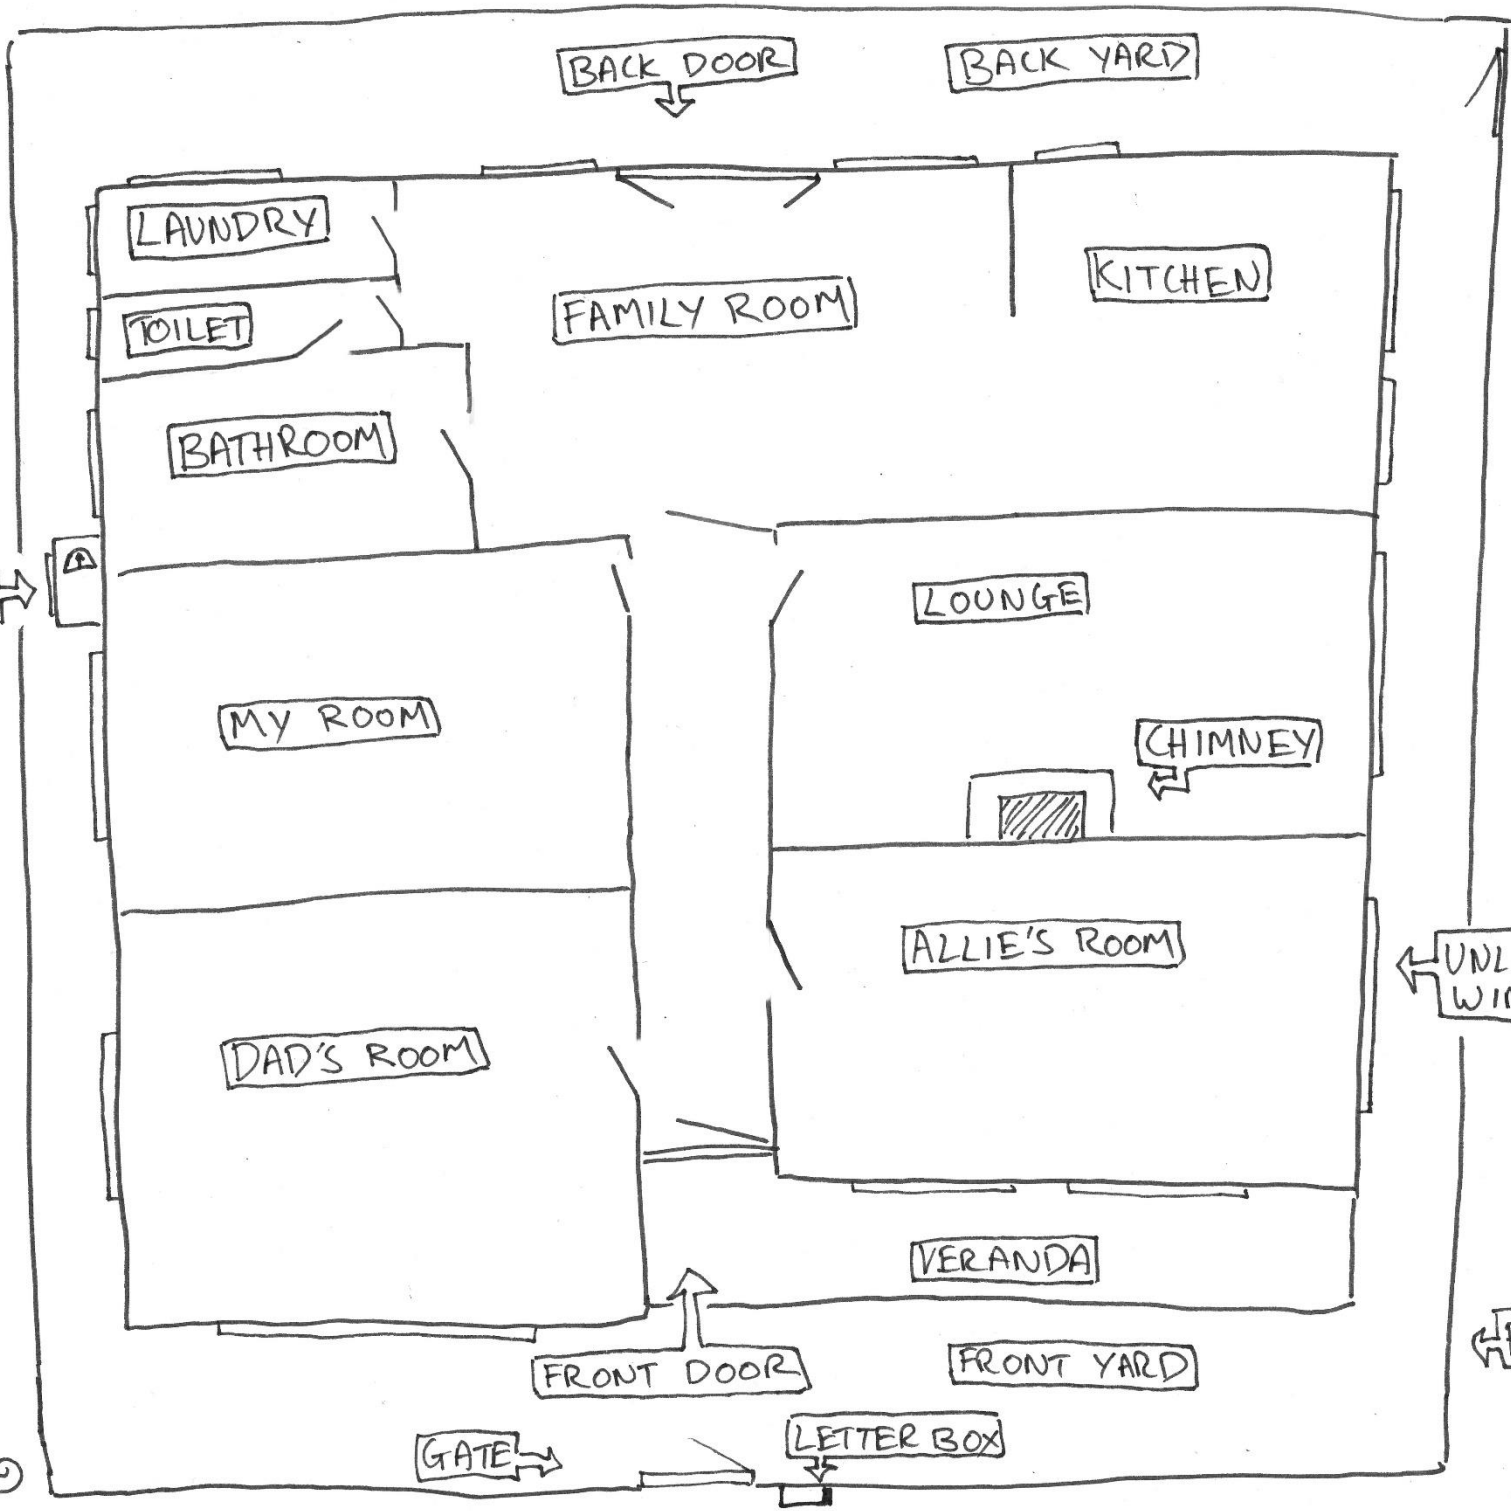 BACK DOOR
BACK YARD
LAUNDRY
KITCHEN
FAMILY ROOM
TOILET
BATHROOM
LOUNGE
MY ROOM
CHIMNEY
ALLIE'S ROOM
DAD'S ROOM
VERANDA
FRONT DOOR
FRONT YARD
LETTER BOX
GATE